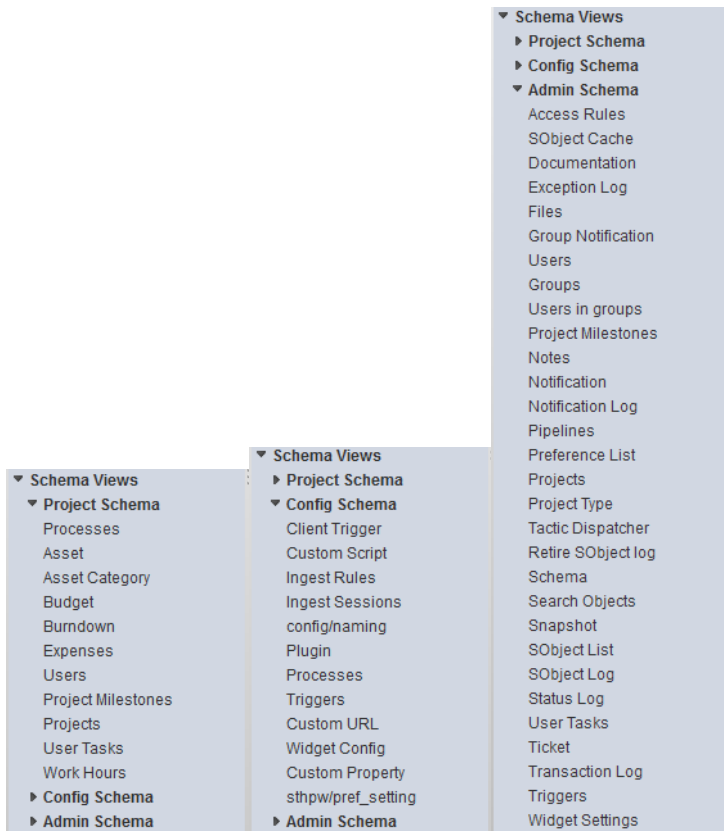 Schema Views
Project Schema
Processes
Asset
Asset Category
Budget
Burndown
Expenses
Users
Project Milestones
Projects
User Tasks
Work Hours
Config Schema
Admin Schema
Schema Views
Project Schema
Config Schema
Client Trigger
Custom Script
Ingest Rules
Ingest Sessions
config/naming
Plugin
Processes
Triggers
Custom URL
Widget Config
Custom Property
sthpw/pref_setting
Admin Schema
Schema Views
Project Schema
Config Schema
Admin Schema
Access Rules
SObject Cache
Documentation
Exception Log
Files
Group Notification
Users
Groups
Users in groups
Project Milestones
Notes
Notification
Notification Log
Pipelines
Preference List
Projects
Project Type
Tactic Dispatcher
Retire SObject log
Schema
Search Objects
Snapshot
SObject List
SObject Log
Status Log
User Tasks
Ticket
Transaction Log
Triggers
Widget Settings